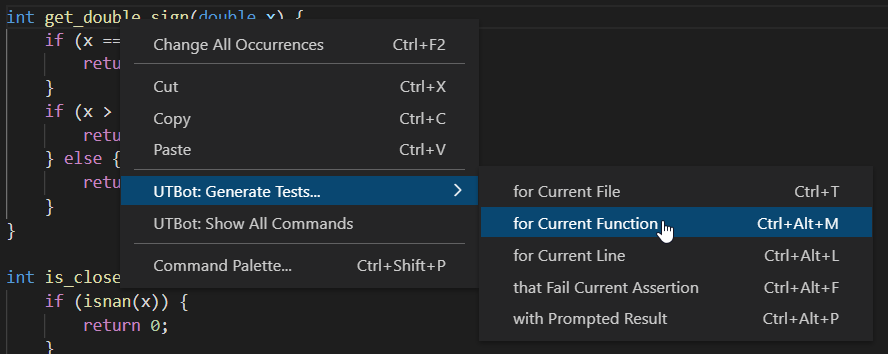 int get_double_sign(double x) {
if (x ==
retu
}
if (x >
retu
} else {
retu
}
}
int is_close
if (isnan(x)) {
return 0;
}
Change All Occurrences Ctrl+F2
Cut Ctrl+X
Copy Ctrl+C
Paste Ctrl+V
UTBot: Generate Tests...
UTBot: Show All Commands
Command Palette... Ctrl+Shift+P
for Current File Ctrl+T
for Current Function Ctrl+Alt+M
for Current Line Ctrl+Alt+L
that Fail Current Assertion Ctrl+Alt+F
with Prompted Result Ctrl+Alt+P